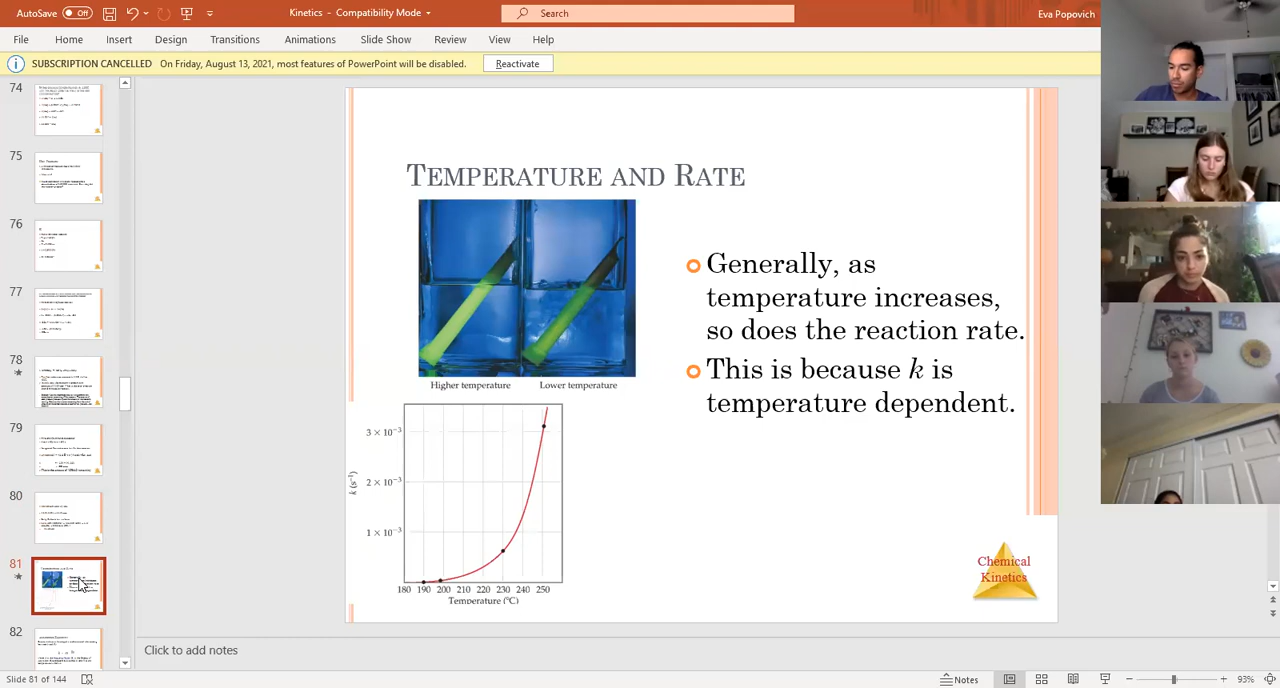 AutoSave Off Kinetics - Compatibility Mode Search Eva Popovich
File Home Insert Design Transitions Animations Slide Show Review View Help
SUBSCRIPTION CANCELLED On Friday, August 13, 2021, most features of PowerPoint will be disabled. Reactivate
74
75
76
77
78
79
80
81
82
TEMPERATURE AND RATE
Higher temperature Lower temperature
Generally, as
temperature increases,
so does the reaction rate.
This is because k is
temperature dependent.
3 × 10⁻³
2 × 10⁻³
1 × 10⁻³
k (s⁻¹)
180 190 200 210 220 230 240 250
Temperature (°C)
Chemical
Kinetics
Click to add notes
Slide 81 of 144 Notes 93%